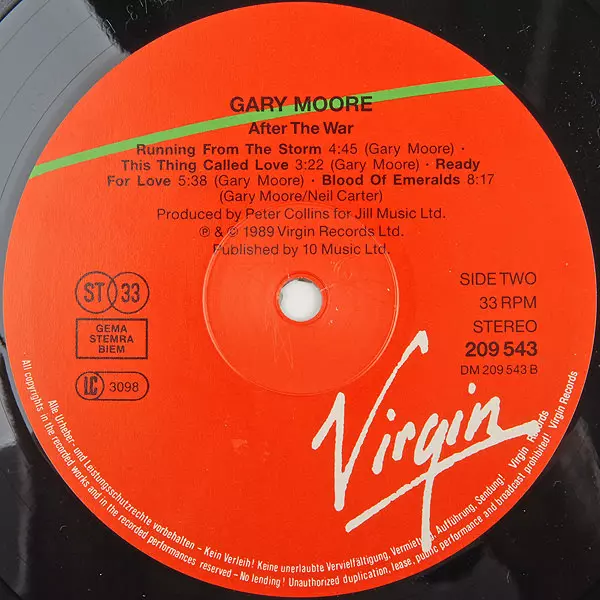 GARY MOORE
After The War
Running From The Storm 4:45 (Gary Moore) ·
This Thing Called Love 3:22 (Gary Moore) · Ready
For Love 5:38 (Gary Moore) · Blood Of Emeralds 8:17
(Gary Moore/Neil Carter)
Produced by Peter Collins for Jill Music Ltd.
℗ & © 1989 Virgin Records Ltd.
Published by 10 Music Ltd.
ST 33
GEMA
STEMRA
BIEM
LC 3098
SIDE TWO
33 RPM
STEREO
209 543
DM 209 543 B
Virgin
Alle Urheber- und Leistungsschutzrechte vorbehalten – Kein Verleih! Keine unerlaubte Vervielfältigung, Vermietung, Aufführung, Sendung! Virgin Records
All copyrights in the recorded works and in the recorded performances reserved – No lending! Unauthorized duplication, lease, public performance and broadcast prohibited! Virgin Records